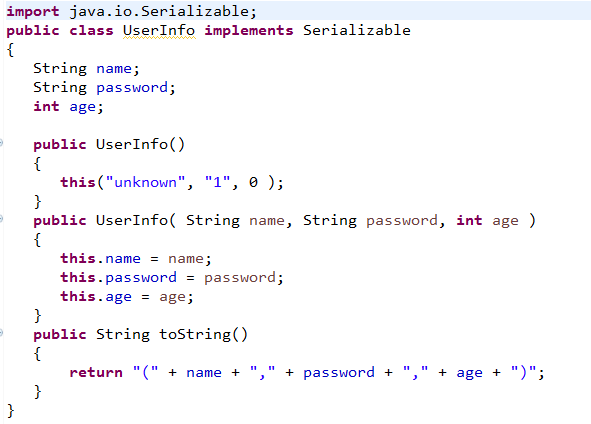 import java.io.Serializable;
public class UserInfo implements Serializable
{
String name;
String password;
int age;
public UserInfo()
{
this("unknown", "1", 0 );
}
public UserInfo( String name, String password, int age )
{
this.name = name;
this.password = password;
this.age = age;
}
public String toString()
{
return "(" + name + "," + password + "," + age + ")";
}
}